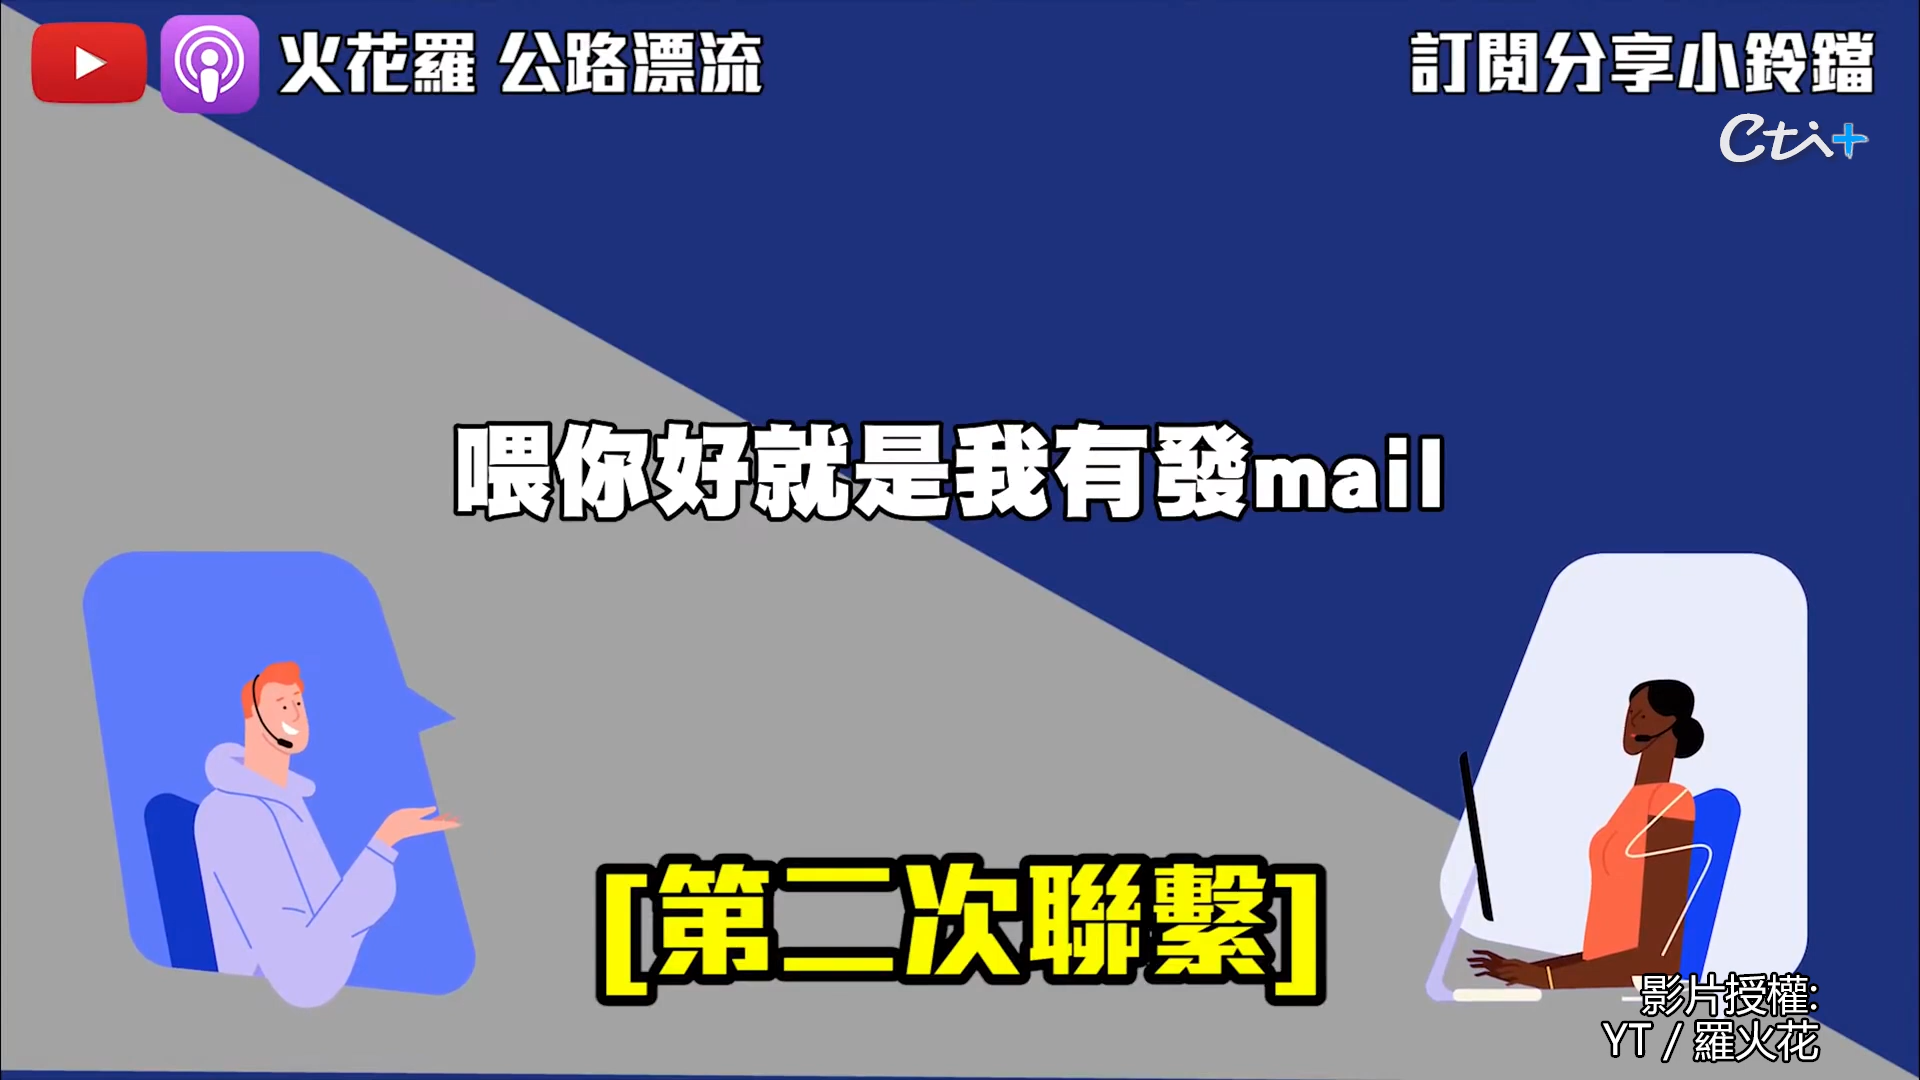 火花羅 公路漂流
訂閱分享小鈴鐺
Cti+
喂你好就是我有發mail
[第二次聯繫]
影片授權:
YT / 羅火花